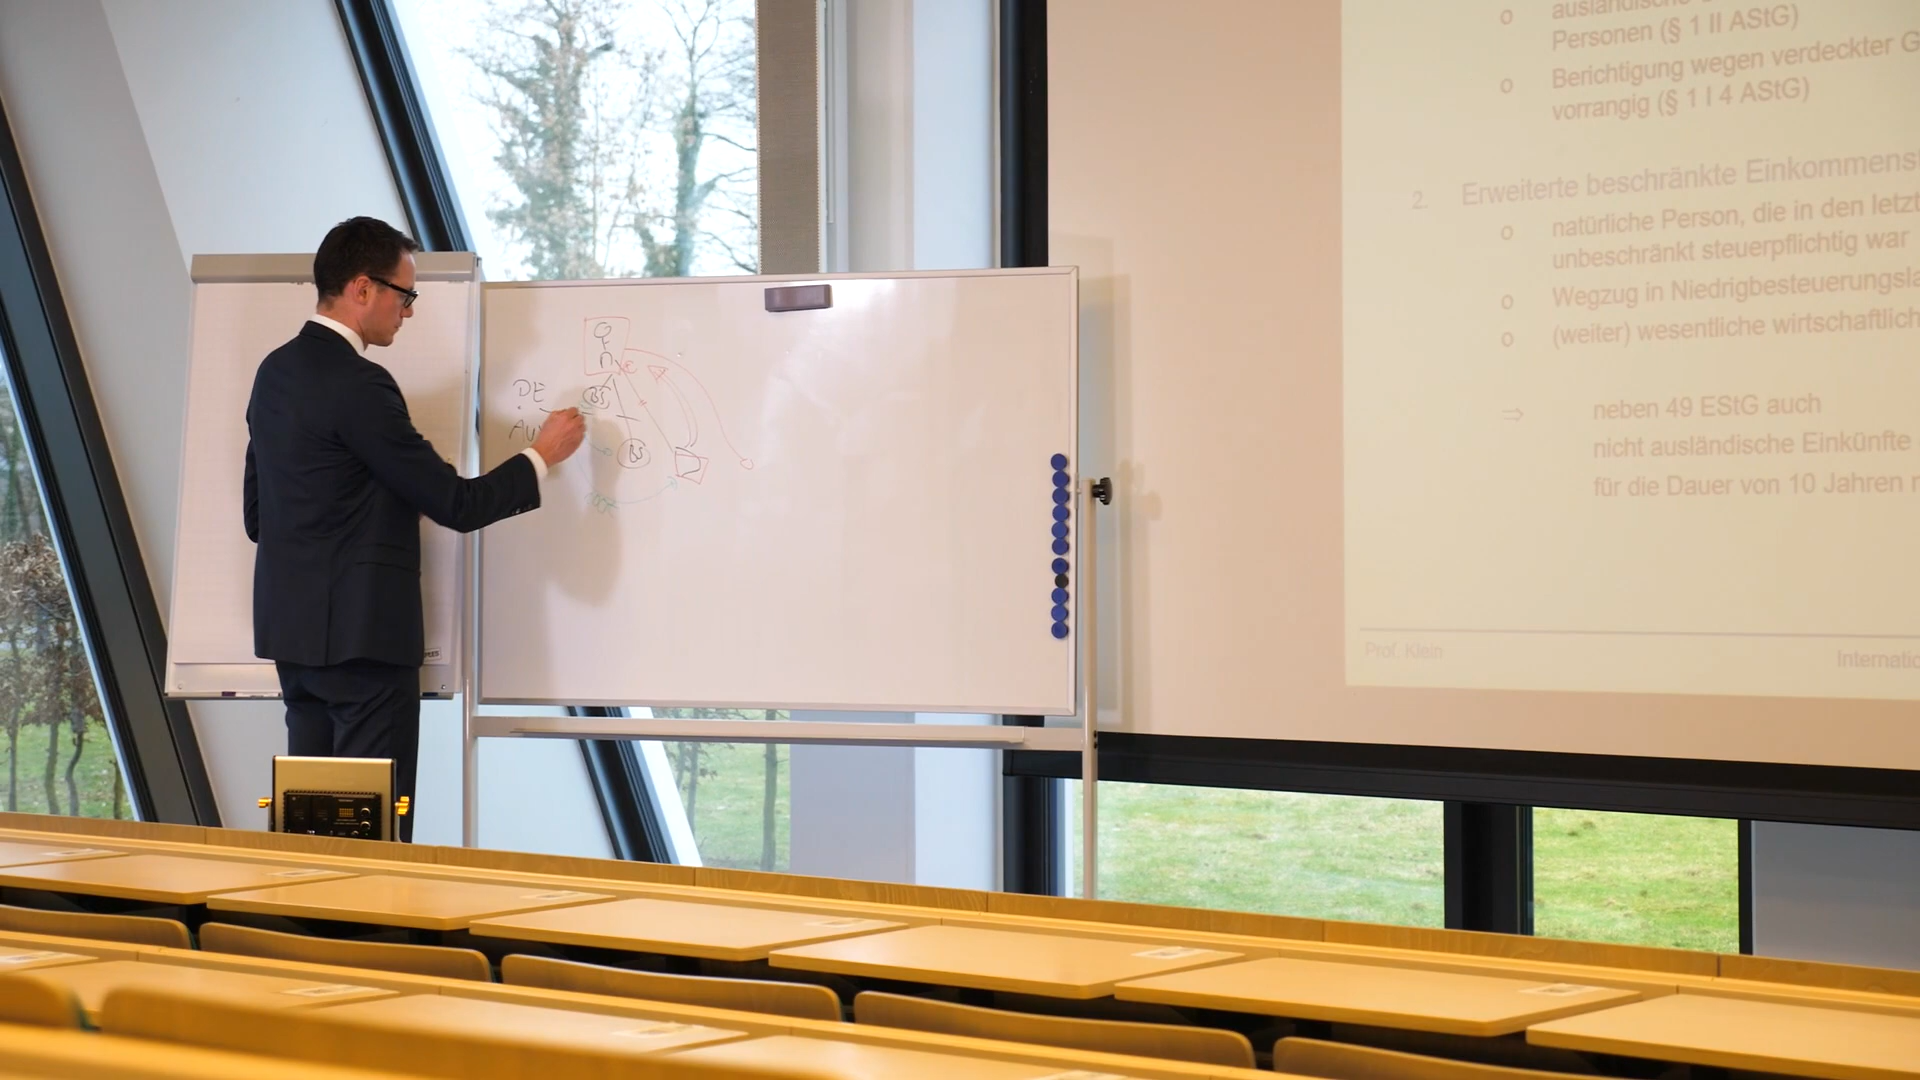 DE
BS
BS
Personen (§ 1 II AStG)
Berichtigung wegen verdeckter G
vorrangig (§ 1 I 4 AStG)
2. Erweiterte beschränkte Einkommens
natürliche Person, die in den letzt
unbeschränkt steuerpflichtig war
Wegzug in Niedrigbesteuerungsla
(weiter) wesentliche wirtschaftlich
⇒ neben 49 EStG auch
nicht ausländische Einkünfte
für die Dauer von 10 Jahren
Prof. Klein
Internatio